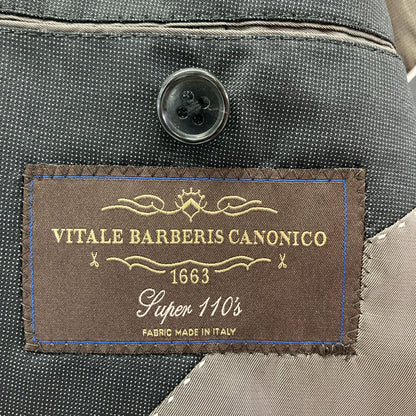 VITALE BARBERIS CANONICO
1663
Super 110's
FABRIC MADE IN ITALY